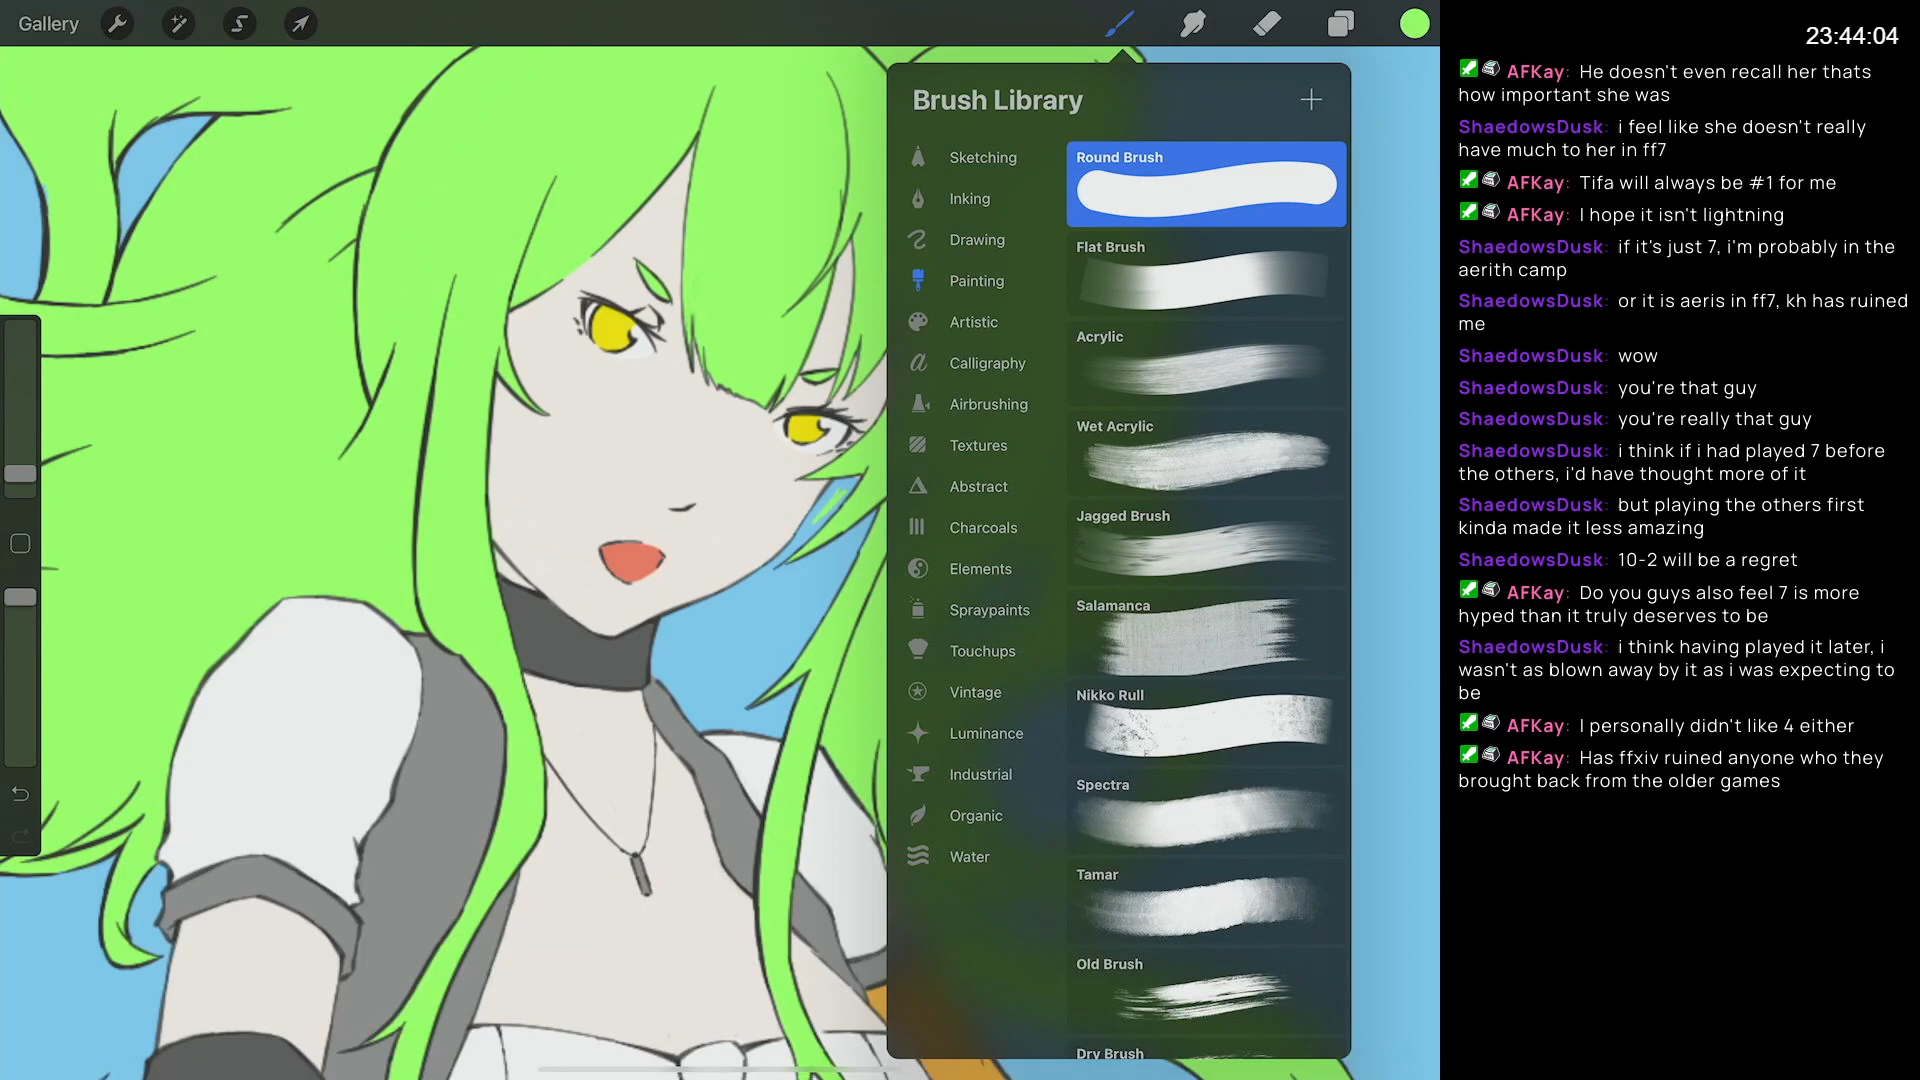 Gallery
Brush Library
Sketching
Inking
Drawing
Painting
Artistic
Calligraphy
Airbrushing
Textures
Abstract
Charcoals
Elements
Spraypaints
Touchups
Vintage
Luminance
Industrial
Organic
Water
Round Brush
Flat Brush
Acrylic
Wet Acrylic
Jagged Brush
Salamanca
Nikko Rull
Spectra
Tamar
Old Brush
Dry Brush
23:44:04
AFKay: He doesn't even recall her thats
how important she was
ShaedowsDusk: i feel like she doesn't really
have much to her in ff7
AFKay: Tifa will always be #1 for me
AFKay: I hope it isn't lightning
ShaedowsDusk: if it's just 7, i'm probably in the
aerith camp
ShaedowsDusk: or it is aeris in ff7, kh has ruined
me
ShaedowsDusk: wow
ShaedowsDusk: you're that guy
ShaedowsDusk: you're really that guy
ShaedowsDusk: i think if i had played 7 before
the others, i'd have thought more of it
ShaedowsDusk: but playing the others first
kinda made it less amazing
ShaedowsDusk: 10-2 will be a regret
AFKay: Do you guys also feel 7 is more
hyped than it truly deserves to be
ShaedowsDusk: i think having played it later, i
wasn't as blown away by it as i was expecting to
be
AFKay: I personally didn't like 4 either
AFKay: Has ffxiv ruined anyone who they
brought back from the older games